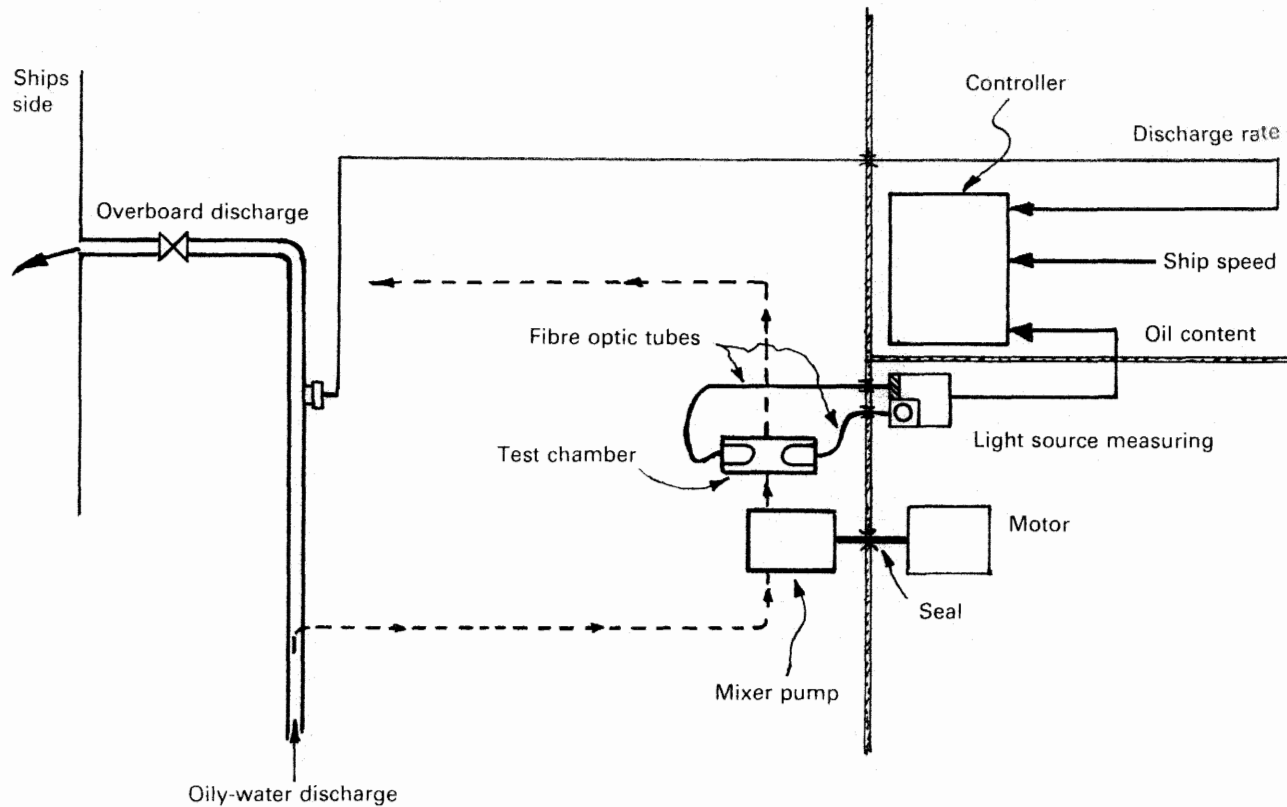 Ships
side
Controller
Discharge rate
Overboard discharge
Ship speed
Fibre optic tubes
Oil content
Test chamber
Light source measuring
Motor
Seal
Mixer pump
Oily-water discharge